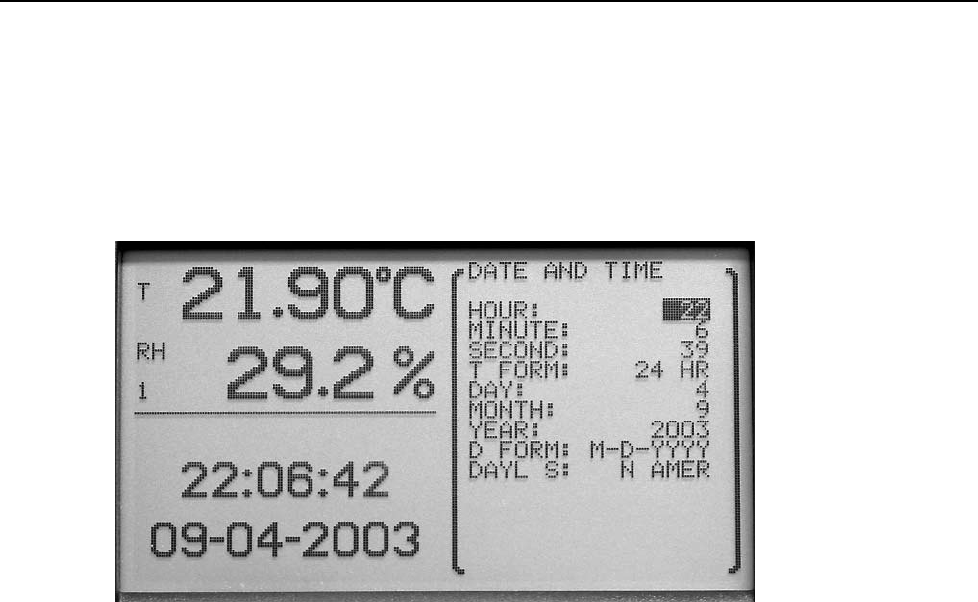 T 21.90°C
RH 29.2 %
1
22:06:42
09-04-2003
DATE AND TIME
HOUR: 22
MINUTE: 6
SECOND: 39
T FORM: 24 HR
DAY: 4
MONTH: 9
YEAR: 2003
D FORM: M-D-YYYY
DAYL S: N AMER